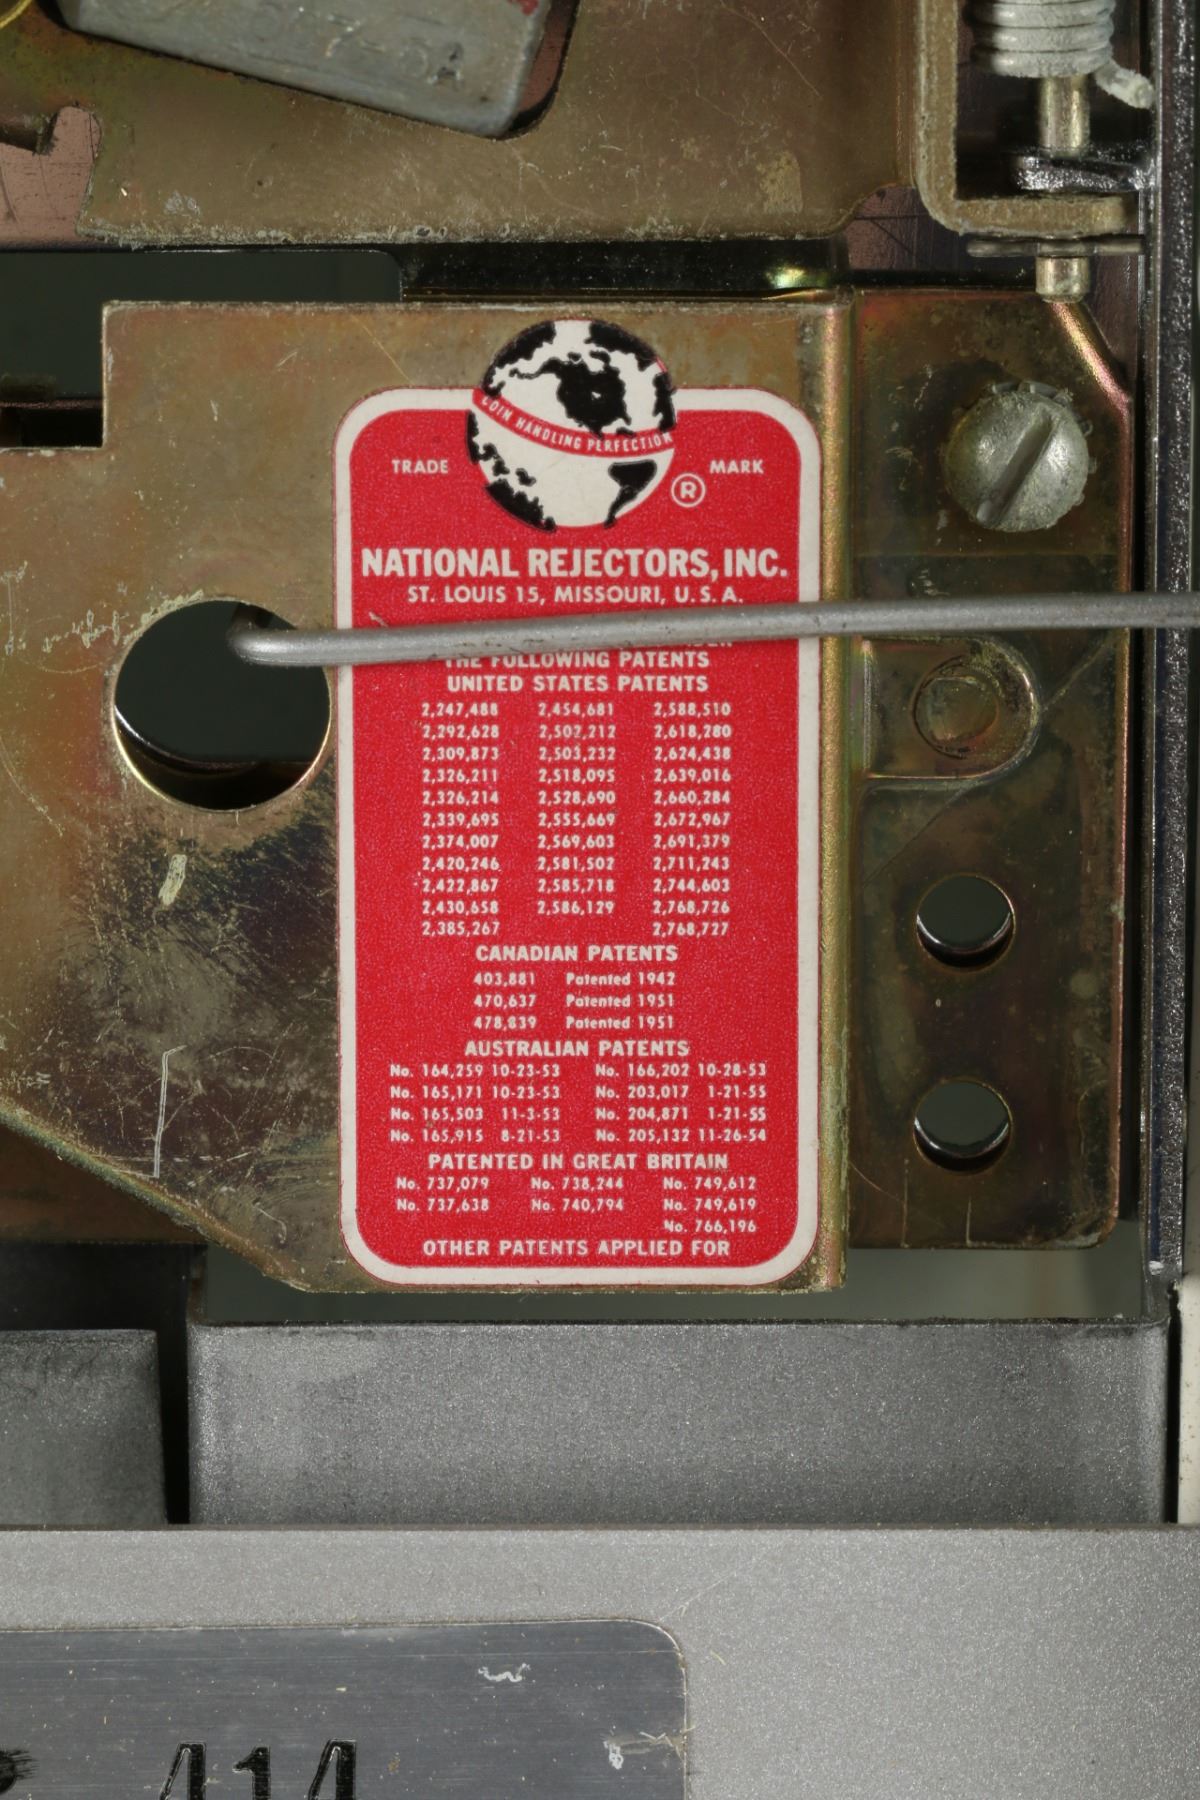 COIN HANDLING PERFECTION
TRADE MARK
®
NATIONAL REJECTORS, INC.
ST. LOUIS 15, MISSOURI, U.S.A.
THE FOLLOWING PATENTS
UNITED STATES PATENTS
2,247,488 2,454,681 2,588,510
2,292,628 2,502,212 2,618,280
2,309,873 2,503,232 2,624,438
2,326,211 2,518,095 2,639,016
2,326,214 2,528,690 2,660,284
2,339,695 2,555,669 2,672,967
2,374,007 2,569,603 2,691,379
2,420,246 2,581,502 2,711,243
2,422,867 2,585,718 2,744,603
2,430,658 2,586,129 2,768,726
2,385,267 2,768,727
CANADIAN PATENTS
403,881 Patented 1942
470,637 Patented 1951
478,839 Patented 1951
AUSTRALIAN PATENTS
No. 164,259 10-23-53 No. 166,202 10-28-53
No. 165,171 10-23-53 No. 203,017 1-21-55
No. 165,503 11-3-53 No. 204,871 1-21-55
No. 165,915 8-21-53 No. 205,132 11-26-54
PATENTED IN GREAT BRITAIN
No. 737,079 No. 738,244 No. 749,612
No. 737,638 No. 740,794 No. 749,619
No. 766,196
OTHER PATENTS APPLIED FOR
414